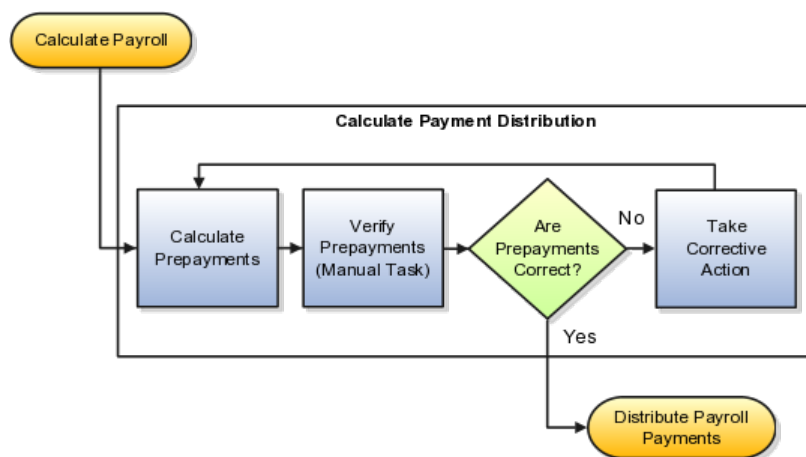 Calculate Payroll
Calculate Payment Distribution
Calculate
Prepayments
Verify
Prepayments
(Manual Task)
Are
Prepayments
Correct?
No
Take
Corrective
Action
Yes
Distribute Payroll
Payments